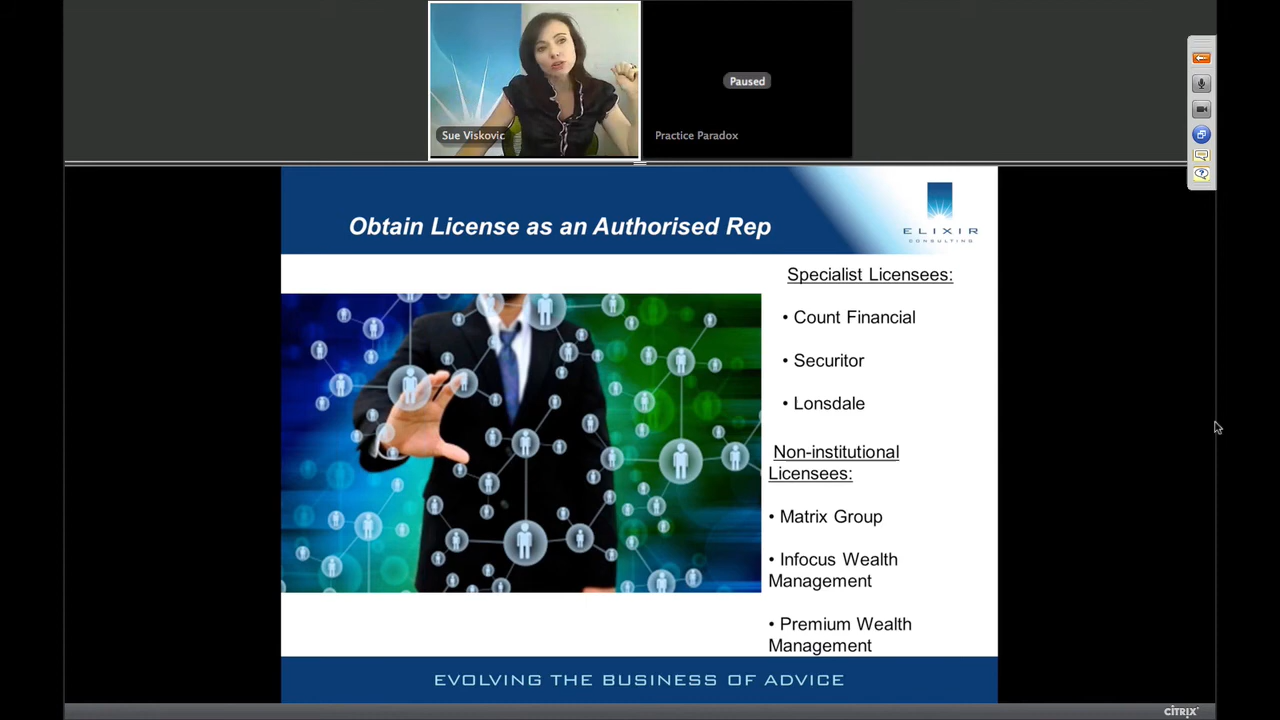 Sue Viskovic
Paused
Practice Paradox
Obtain License as an Authorised Rep
ELIXIR
CONSULTING
Specialist Licensees:
• Count Financial
• Securitor
• Lonsdale
Non-institutional
Licensees:
• Matrix Group
• Infocus Wealth
Management
• Premium Wealth
Management
EVOLVING THE BUSINESS OF ADVICE
CITRIX